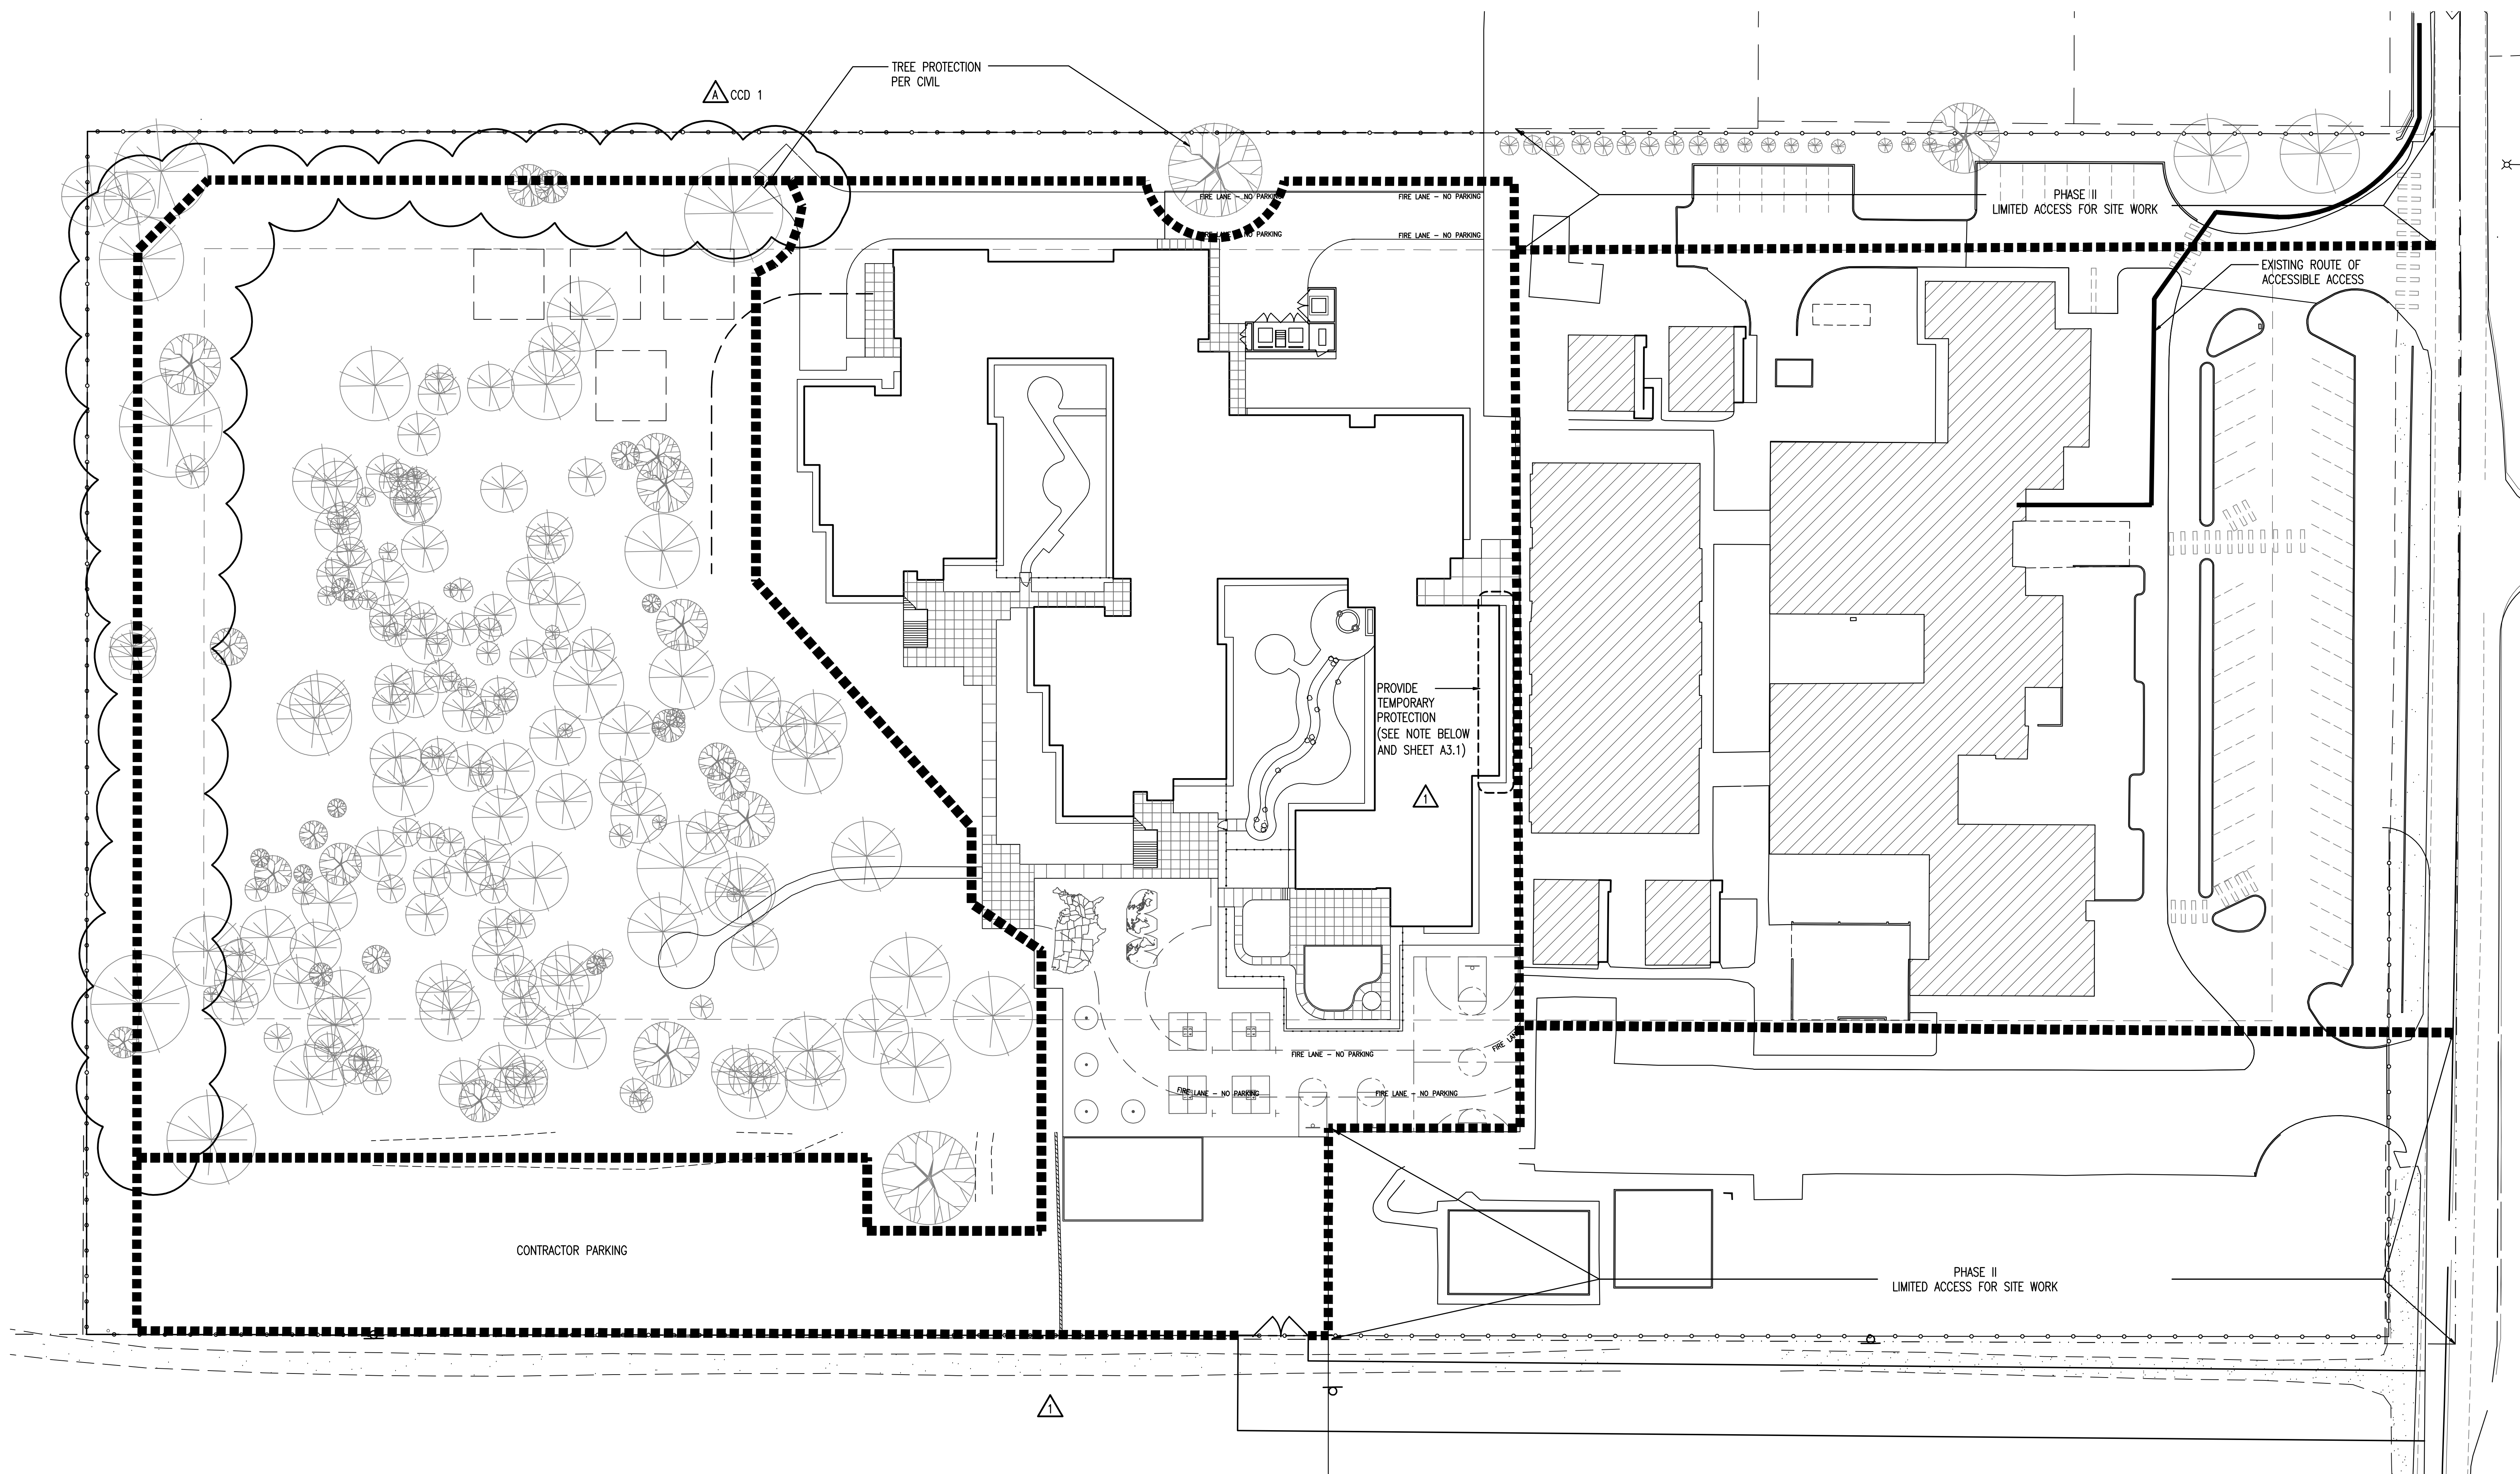 TREE PROTECTION
PER CIVIL
A CCD 1
FIRE LANE – NO PARKING
FIRE LANE – NO PARKING
FIRE LANE – NO PARKING
FIRE LANE – NO PARKING
PHASE II
LIMITED ACCESS FOR SITE WORK
EXISTING ROUTE OF
ACCESSIBLE ACCESS
PROVIDE
TEMPORARY
PROTECTION
(SEE NOTE BELOW
AND SHEET A3.1)
1
FIRE LANE
FIRE LANE – NO PARKING
FIRE LANE – NO PARKING
FIRE LANE – NO PARKING
CONTRACTOR PARKING
PHASE II
LIMITED ACCESS FOR SITE WORK
1